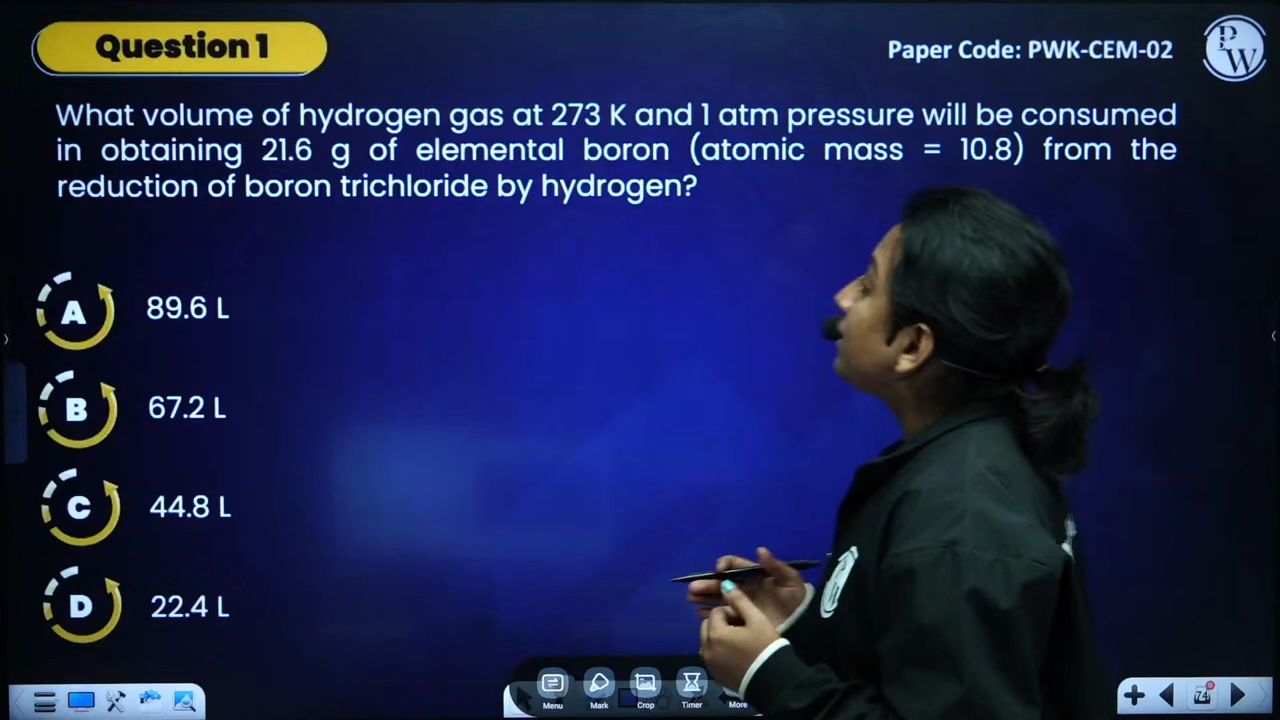 Question 1
Paper Code: PWK-CEM-02
PW
What volume of hydrogen gas at 273 K and 1 atm pressure will be consumed
in obtaining 21.6 g of elemental boron (atomic mass = 10.8) from the
reduction of boron trichloride by hydrogen?
A 89.6 L
B 67.2 L
C 44.8 L
D 22.4 L
Menu Mark Crop Timer More
74